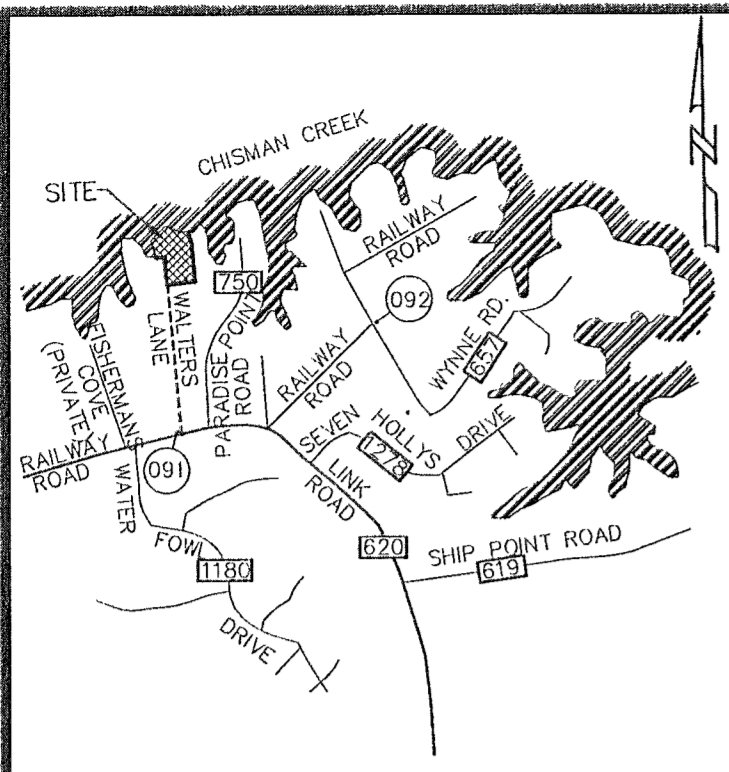 N
CHISMAN CREEK
SITE
RAILWAY
ROAD
750
092
WALTERS
LANE
PARADISE POINT
ROAD
RAILWAY
ROAD
WYNNE RD.
657
FISHERMANS
COVE
(PRIVATE)
SEVEN HOLLYS DRIVE
1278
RAILWAY
ROAD
091
LINK
ROAD
WATER
FOWL
1180
DRIVE
620
SHIP POINT ROAD
619